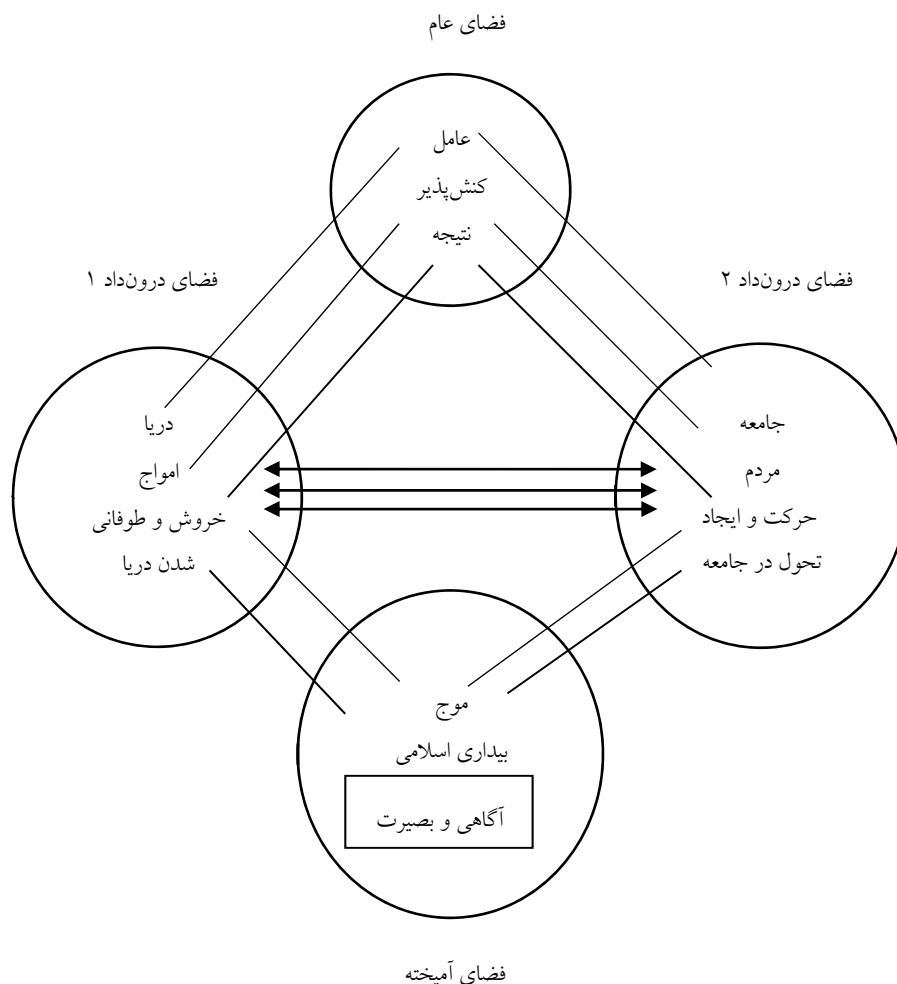 فضای عام
عامل
کنش‌پذیر
نتیجه
فضای درون‌داد ۲
فضای درون‌داد ۱
جامعه
مردم
حرکت و ایجاد
تحول در جامعه
دریا
امواج
خروش و طوفانی
شدن دریا
موج
بیداری اسلامی
آگاهی و بصیرت
فضای آمیخته